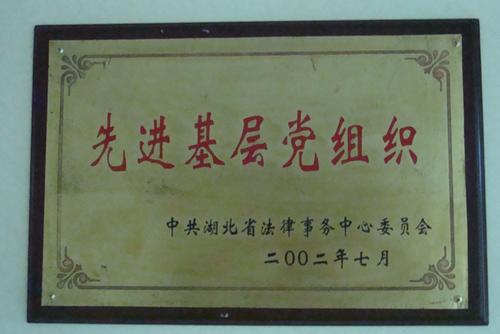 先进基层党组织
中共湖北省法律事务中心委员会
二〇〇二年七月